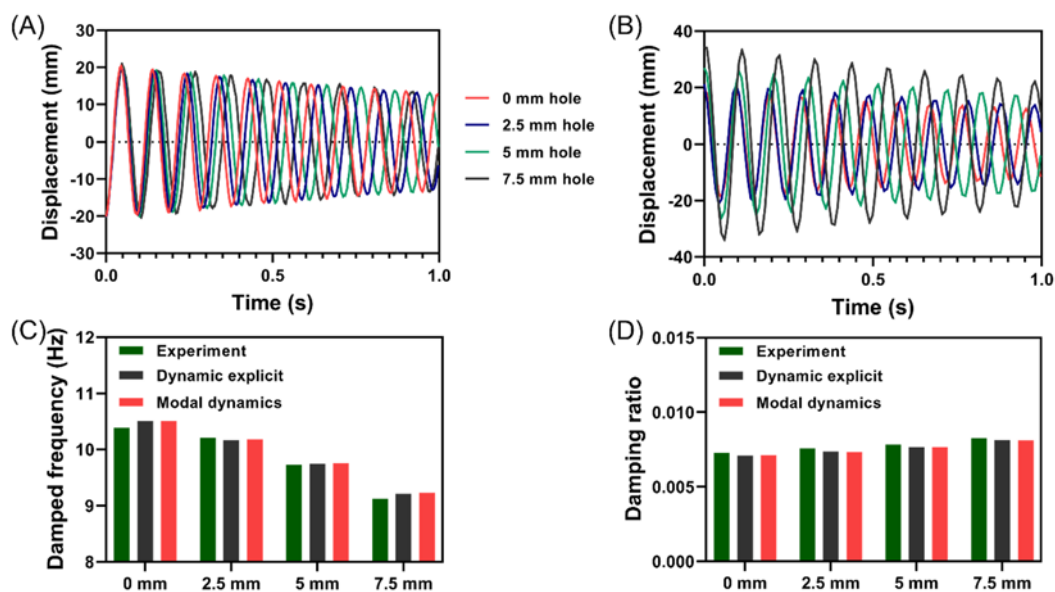 (A)
Displacement (mm)
30
20
10
0
-10
-20
-30
0.0
0.5
1.0
Time (s)
0 mm hole
2.5 mm hole
5 mm hole
7.5 mm hole
(B)
Displacement (mm)
40
20
0
-20
-40
0.0
0.5
1.0
Time (s)
(C)
Damped frequency (Hz)
12
11
10
9
8
Experiment
Dynamic explicit
Modal dynamics
0 mm
2.5 mm
5 mm
7.5 mm
(D)
Damping ratio
0.015
0.010
0.005
0.000
Experiment
Dynamic explicit
Modal dynamics
0 mm
2.5 mm
5 mm
7.5 mm